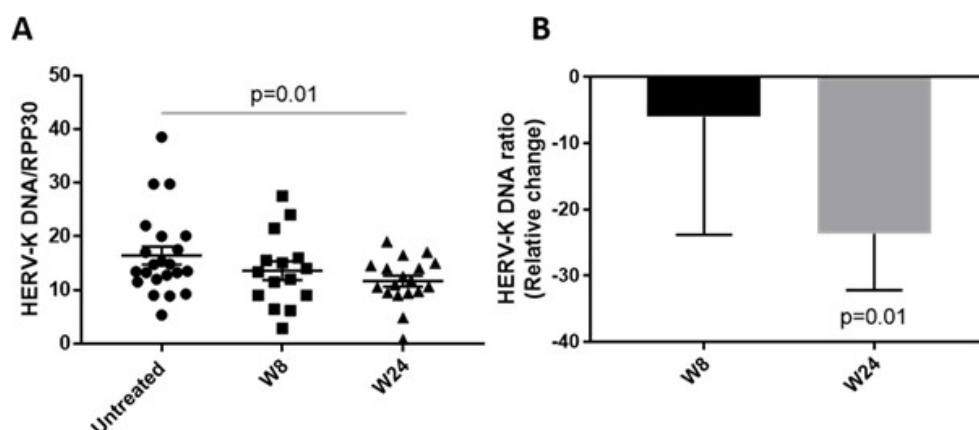 A
HERV-K DNA/RPP30
50
40
30
20
10
0
p=0.01
Untreated
W8
W24
B
HERV-K DNA ratio
(Relative change)
0
-10
-20
-30
-40
p=0.01
W8
W24